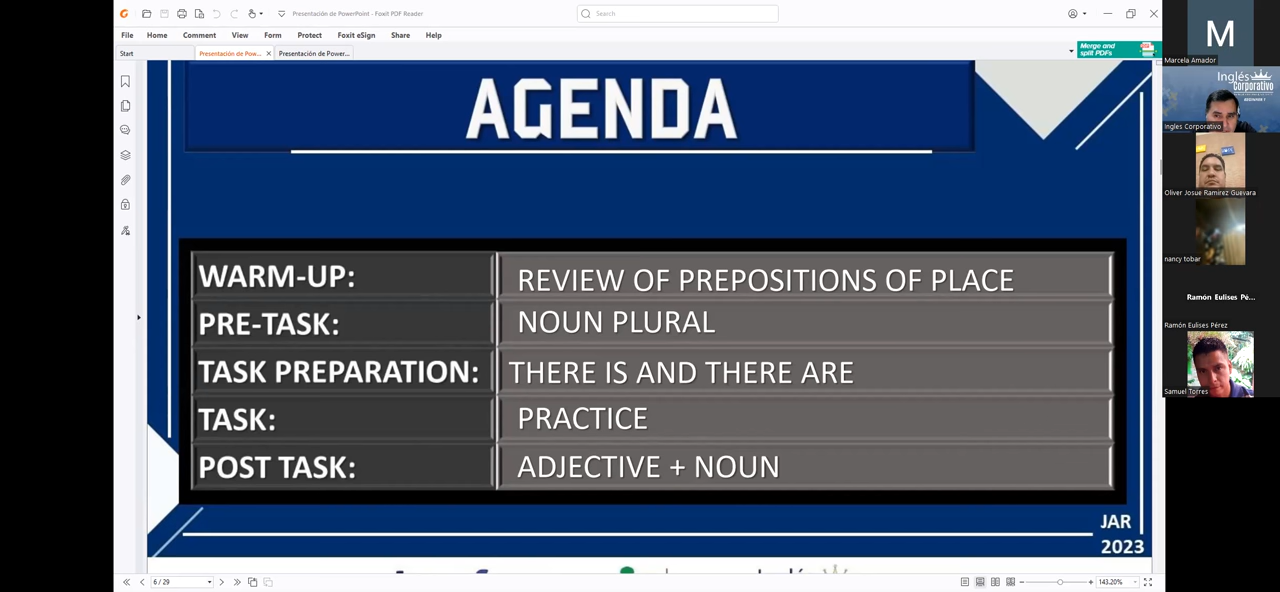 Presentación de PowerPoint - Foxit PDF Reader
Search
File Home Comment View Form Protect Foxit eSign Share Help
Start
Presentación de Pow...
Presentación de Power...
Merge and
split PDFs
AGENDA
WARM-UP: REVIEW OF PREPOSITIONS OF PLACE
PRE-TASK: NOUN PLURAL
TASK PREPARATION: THERE IS AND THERE ARE
TASK: PRACTICE
POST TASK: ADJECTIVE + NOUN
JAR
2023
6 / 29
143.20%
M
Marcela Amador
Inglés
Corporativo
BEGINNER 1
Ingles Corporativo
Oliver Josue Ramirez Guevara
nancy tobar
Ramón Eulises Pé...
Ramón Eulises Pérez
Samuel Torres